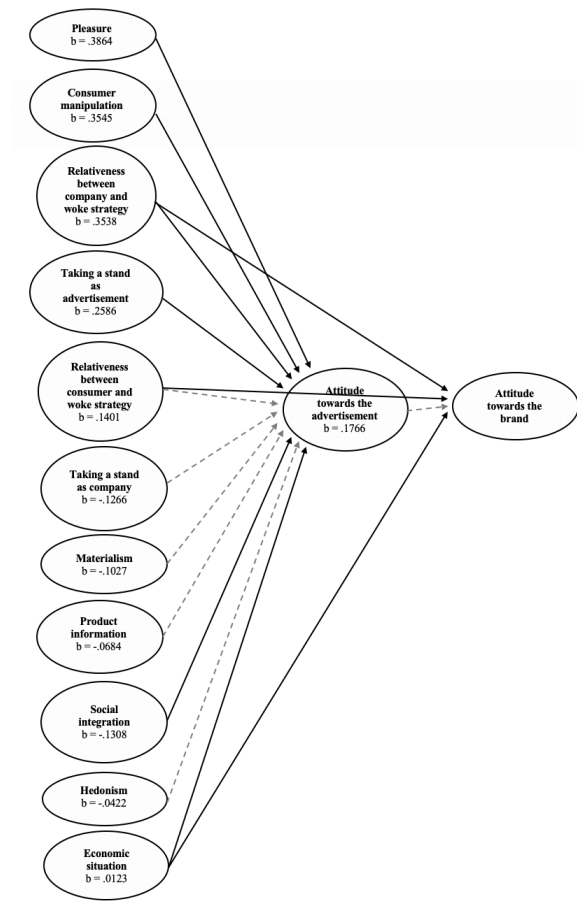 Pleasure
b = .3864
Consumer
manipulation
b = .3545
Relativeness
between
company and
woke strategy
b = .3538
Taking a stand
as
advertisement
b = .2586
Relativeness
between
consumer and
woke strategy
b = .1401
Taking a stand
as company
b = -.1266
Materialism
b = -.1027
Product
information
b = -.0684
Social
integration
b = -.1308
Hedonism
b = -.0422
Economic
situation
b = .0123
Attitude
towards the
advertisement
b = .1766
Attitude
towards the
brand